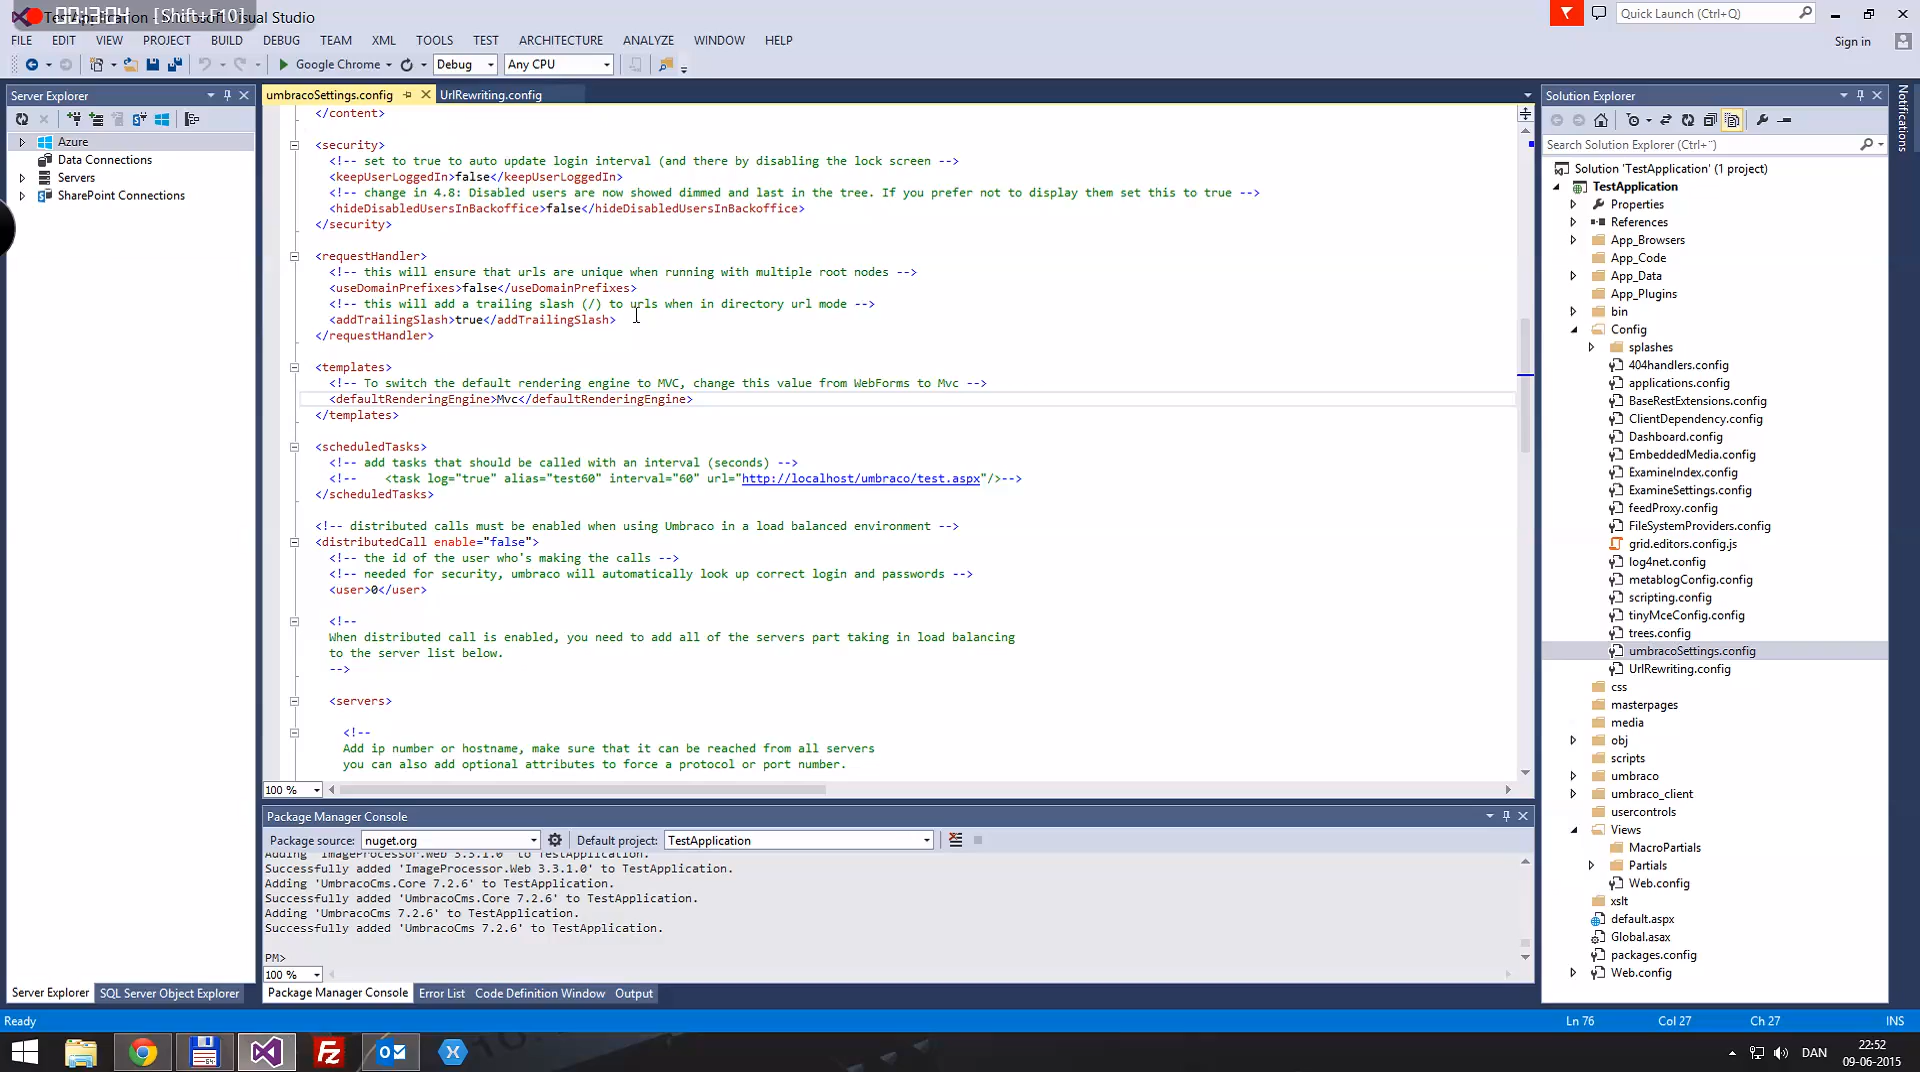 00:13:04 [Shift+F10]
TestApplication - Microsoft Visual Studio
Quick Launch (Ctrl+Q)
FILE EDIT VIEW PROJECT BUILD DEBUG TEAM XML TOOLS TEST ARCHITECTURE ANALYZE WINDOW HELP
Sign in
Google Chrome Debug Any CPU
Server Explorer
Azure
Data Connections
Servers
SharePoint Connections
umbracoSettings.config UrlRewriting.config
</content>
<security>
<!-- set to true to auto update login interval (and there by disabling the lock screen -->
<keepUserLoggedIn>false</keepUserLoggedIn>
<!-- change in 4.8: Disabled users are now showed dimmed and last in the tree. If you prefer not to display them set this to true -->
<hideDisabledUsersInBackoffice>false</hideDisabledUsersInBackoffice>
</security>
<requestHandler>
<!-- this will ensure that urls are unique when running with multiple root nodes -->
<useDomainPrefixes>false</useDomainPrefixes>
<!-- this will add a trailing slash (/) to urls when in directory url mode -->
<addTrailingSlash>true</addTrailingSlash>
</requestHandler>
<templates>
<!-- To switch the default rendering engine to MVC, change this value from WebForms to Mvc -->
<defaultRenderingEngine>Mvc</defaultRenderingEngine>
</templates>
<scheduledTasks>
<!-- add tasks that should be called with an interval (seconds) -->
<!-- <task log="true" alias="test60" interval="60" url="http://localhost/umbraco/test.aspx"/>-->
</scheduledTasks>
<!-- distributed calls must be enabled when using Umbraco in a load balanced environment -->
<distributedCall enable="false">
<!-- the id of the user who's making the calls -->
<!-- needed for security, umbraco will automatically look up correct login and passwords -->
<user>0</user>
<!--
When distributed call is enabled, you need to add all of the servers part taking in load balancing
to the server list below.
-->
<servers>
<!--
Add ip number or hostname, make sure that it can be reached from all servers
you can also add optional attributes to force a protocol or port number.
100 %
Package Manager Console
Package source: nuget.org Default project: TestApplication
Adding 'ImageProcessor.Web 3.3.1.0' to TestApplication.
Successfully added 'ImageProcessor.Web 3.3.1.0' to TestApplication.
Adding 'UmbracoCms.Core 7.2.6' to TestApplication.
Successfully added 'UmbracoCms.Core 7.2.6' to TestApplication.
Adding 'UmbracoCms 7.2.6' to TestApplication.
Successfully added 'UmbracoCms 7.2.6' to TestApplication.
PM>
100 %
Server Explorer SQL Server Object Explorer
Package Manager Console Error List Code Definition Window Output
Solution Explorer
Search Solution Explorer (Ctrl+¨)
Solution 'TestApplication' (1 project)
TestApplication
Properties
References
App_Browsers
App_Code
App_Data
App_Plugins
bin
Config
splashes
404handlers.config
applications.config
BaseRestExtensions.config
ClientDependency.config
Dashboard.config
EmbeddedMedia.config
ExamineIndex.config
ExamineSettings.config
feedProxy.config
FileSystemProviders.config
grid.editors.config.js
log4net.config
metablogConfig.config
scripting.config
tinyMceConfig.config
trees.config
umbracoSettings.config
UrlRewriting.config
css
masterpages
media
obj
scripts
umbraco
umbraco_client
usercontrols
Views
MacroPartials
Partials
Web.config
xslt
default.aspx
Global.asax
packages.config
Web.config
Notifications
Ready
Ln 76 Col 27 Ch 27 INS
DAN
22:52
09-06-2015